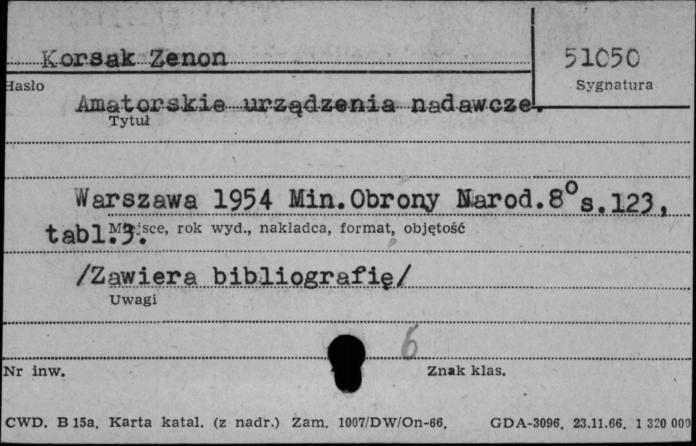 Korsak Zenon
51050
Hasło
Sygnatura
Amatorskie urządzenia nadawcze.
Tytuł
Warszawa 1954 Min.Obrony Narod.8° s.123,
tabl.3.
Miejsce, rok wyd., nakładca, format, objętość
/Zawiera bibliografię/
Uwagi
6
Nr inw.
Znak klas.
CWD. B 15a. Karta katal. (z nadr.) Zam. 1007/DW/On-66. GDA-3096. 23.11.66. 1 320 000